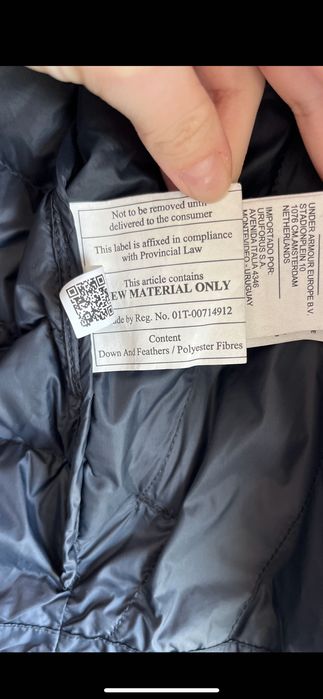 Not to be removed until
delivered to the consumer
This label is affixed in compliance
with Provincial Law
This article contains
EW MATERIAL ONLY
de by Reg. No. 01T-00714912
Content
Down And Feathers / Polyester Fibres
UNDER ARMOUR EUROPE B.V.
STADIONPLEIN 10
1076 CM AMSTERDAM
NETHERLANDS
IMPORTADO POR:
URUFORUS S.A.
AVENIDA ITALIA 4346
MONTEVIDEO - URUGUAY